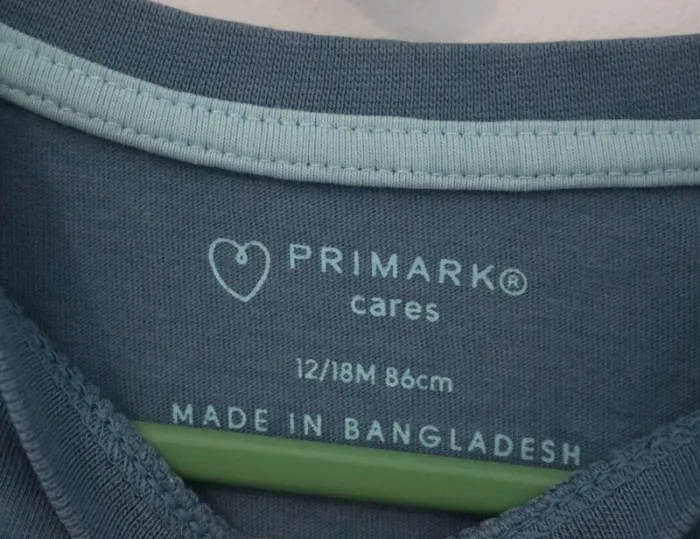 PRIMARK®
cares
12/18M 86cm
MADE IN BANGLADESH